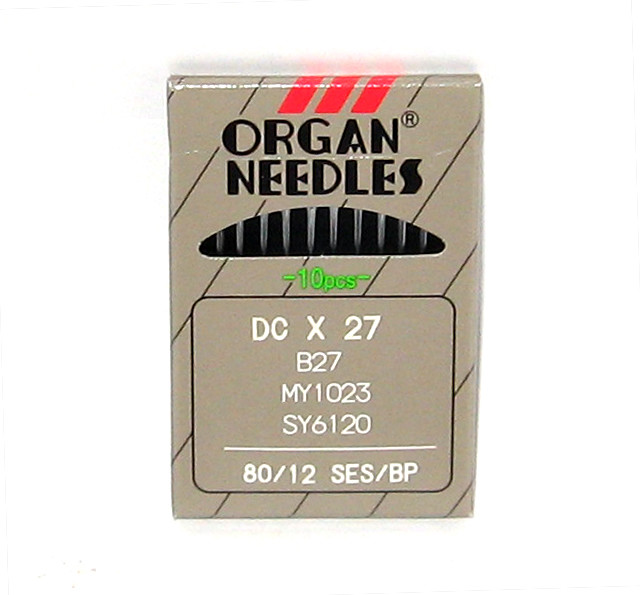 ORGAN®
NEEDLES
-10pcs-
DC X 27
B27
MY1023
SY6120
80/12 SES/BP